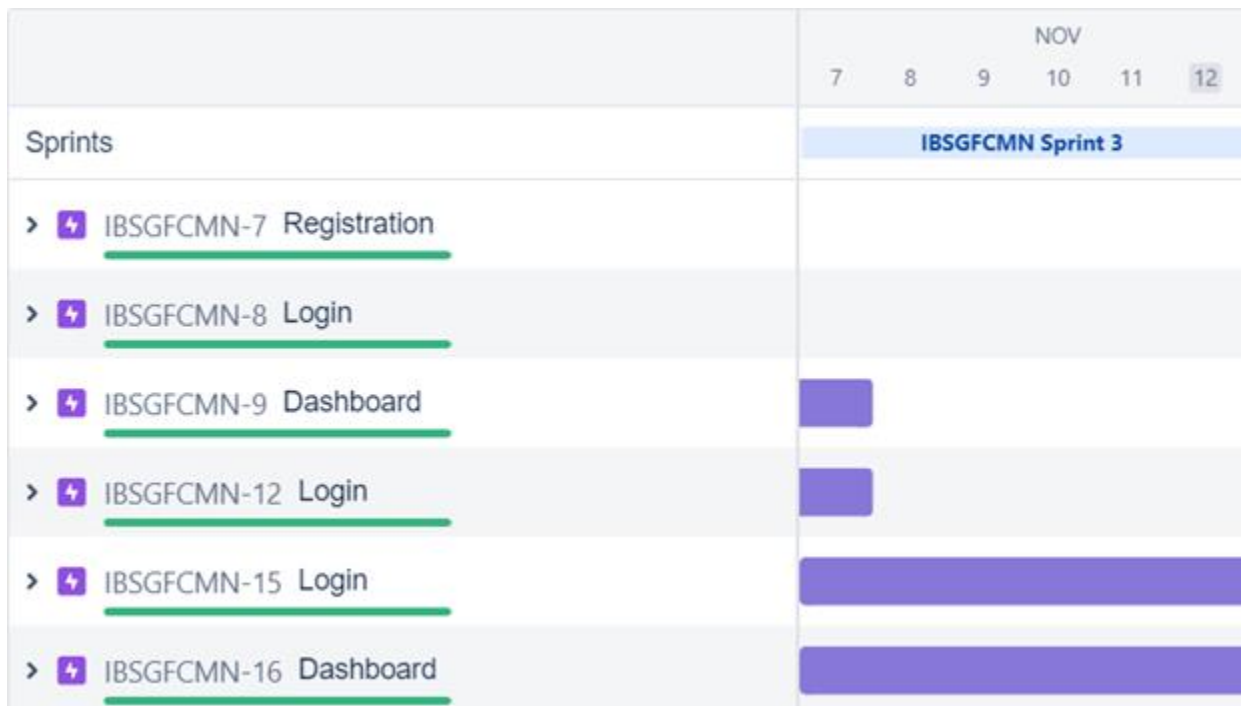 NOV
7 8 9 10 11 12
Sprints
IBSGFCMN Sprint 3
IBSGFCMN-7 Registration
IBSGFCMN-8 Login
IBSGFCMN-9 Dashboard
IBSGFCMN-12 Login
IBSGFCMN-15 Login
IBSGFCMN-16 Dashboard